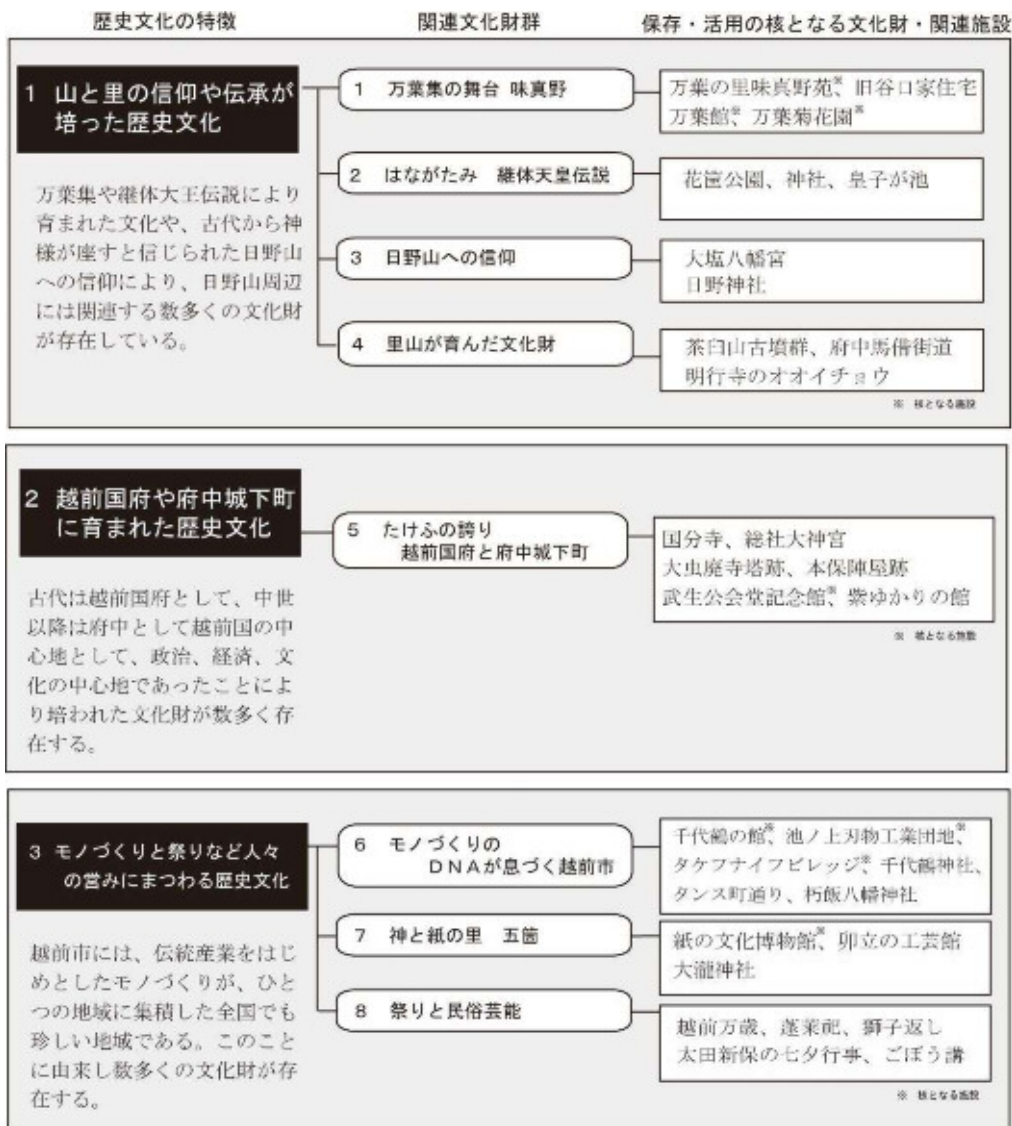 歴史文化の特徴
関連文化財群
保存・活用の核となる文化財・関連施設
1 山と里の信仰や伝承が
培った歴史文化
万葉集や継体大王伝説により
育まれた文化や、古代から神
様が座すと信じられた日野山
への信仰により、日野山周辺
には関連する数多くの文化財
が存在している。
1 万葉集の舞台 味真野
万葉の里味真野苑※、旧谷口家住宅
万葉館※、万葉菊花園※
2 はながたみ 継体天皇伝説
花筐公園、神社、皇子が池
3 日野山への信仰
大塩八幡宮
日野神社
4 里山が育んだ文化財
茶臼山古墳群、府中馬借街道
明行寺のオオイチョウ
※ 核となる施設
2 越前国府や府中城下町
に育まれた歴史文化
古代は越前国府として、中世
以降は府中として越前国の中
心地として、政治、経済、文
化の中心地であったことによ
り培われた文化財が数多く存
在する。
5 たけふの誇り
越前国府と府中城下町
国分寺、総社大神宮
大虫廃寺塔跡、本保陣屋跡
武生公会堂記念館※、紫ゆかりの館
※ 核となる施設
3 モノづくりと祭りなど人々
の営みにまつわる歴史文化
越前市には、伝統産業をはじ
めとしたモノづくりが、ひと
つの地域に集積した全国でも
珍しい地域である。このこと
に由来し数多くの文化財が存
在する。
6 モノづくりの
DNAが息づく越前市
千代鶴の館※、池ノ上刃物工業団地※、
タケフナイフビレッジ※、千代鶴神社、
タンス町通り、朽飯八幡神社
7 神と紙の里 五箇
紙の文化博物館※、卯立の工芸館
大瀧神社
8 祭りと民俗芸能
越前万歳、蓬莱祀、獅子返し
太田新保の七夕行事、ごぼう講
※ 核となる施設